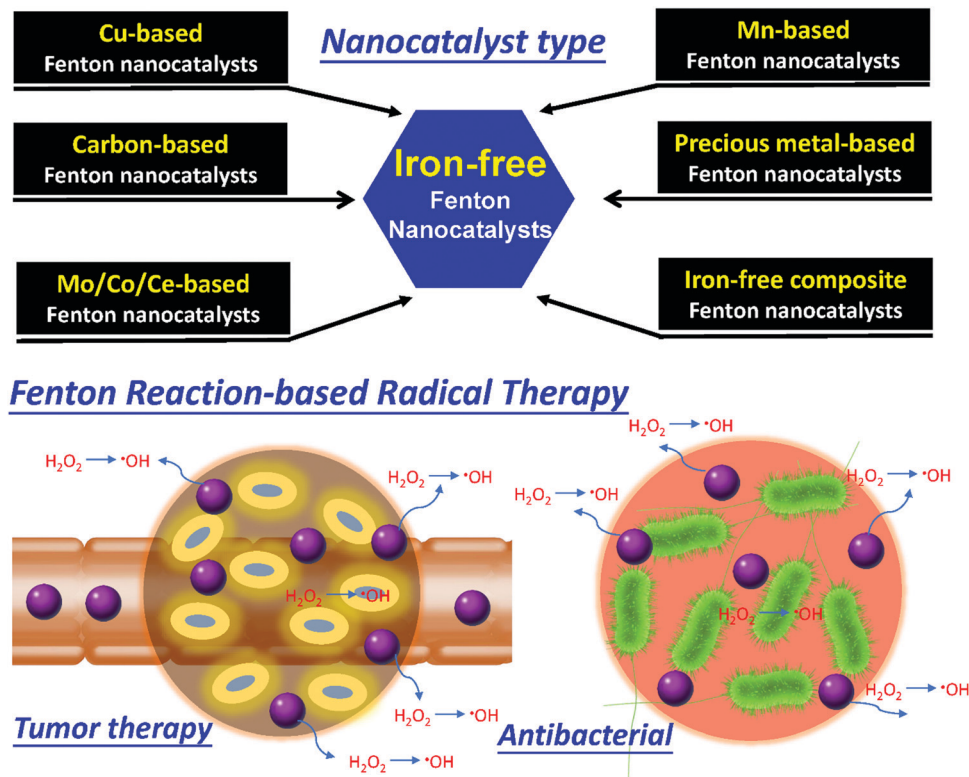 Nanocatalyst type
Cu-based
Fenton nanocatalysts
Mn-based
Fenton nanocatalysts
Carbon-based
Fenton nanocatalysts
Iron-free
Fenton
Nanocatalysts
Precious metal-based
Fenton nanocatalysts
Mo/Co/Ce-based
Fenton nanocatalysts
Iron-free composite
Fenton nanocatalysts
Fenton Reaction-based Radical Therapy
H₂O₂ → •OH
H₂O₂ → •OH
H₂O₂ → •OH
H₂O₂ → •OH
H₂O₂ → •OH
Tumor therapy
H₂O₂ → •OH
H₂O₂ → •OH
H₂O₂ → •OH
H₂O₂ → •OH
H₂O₂ → •OH
Antibacterial